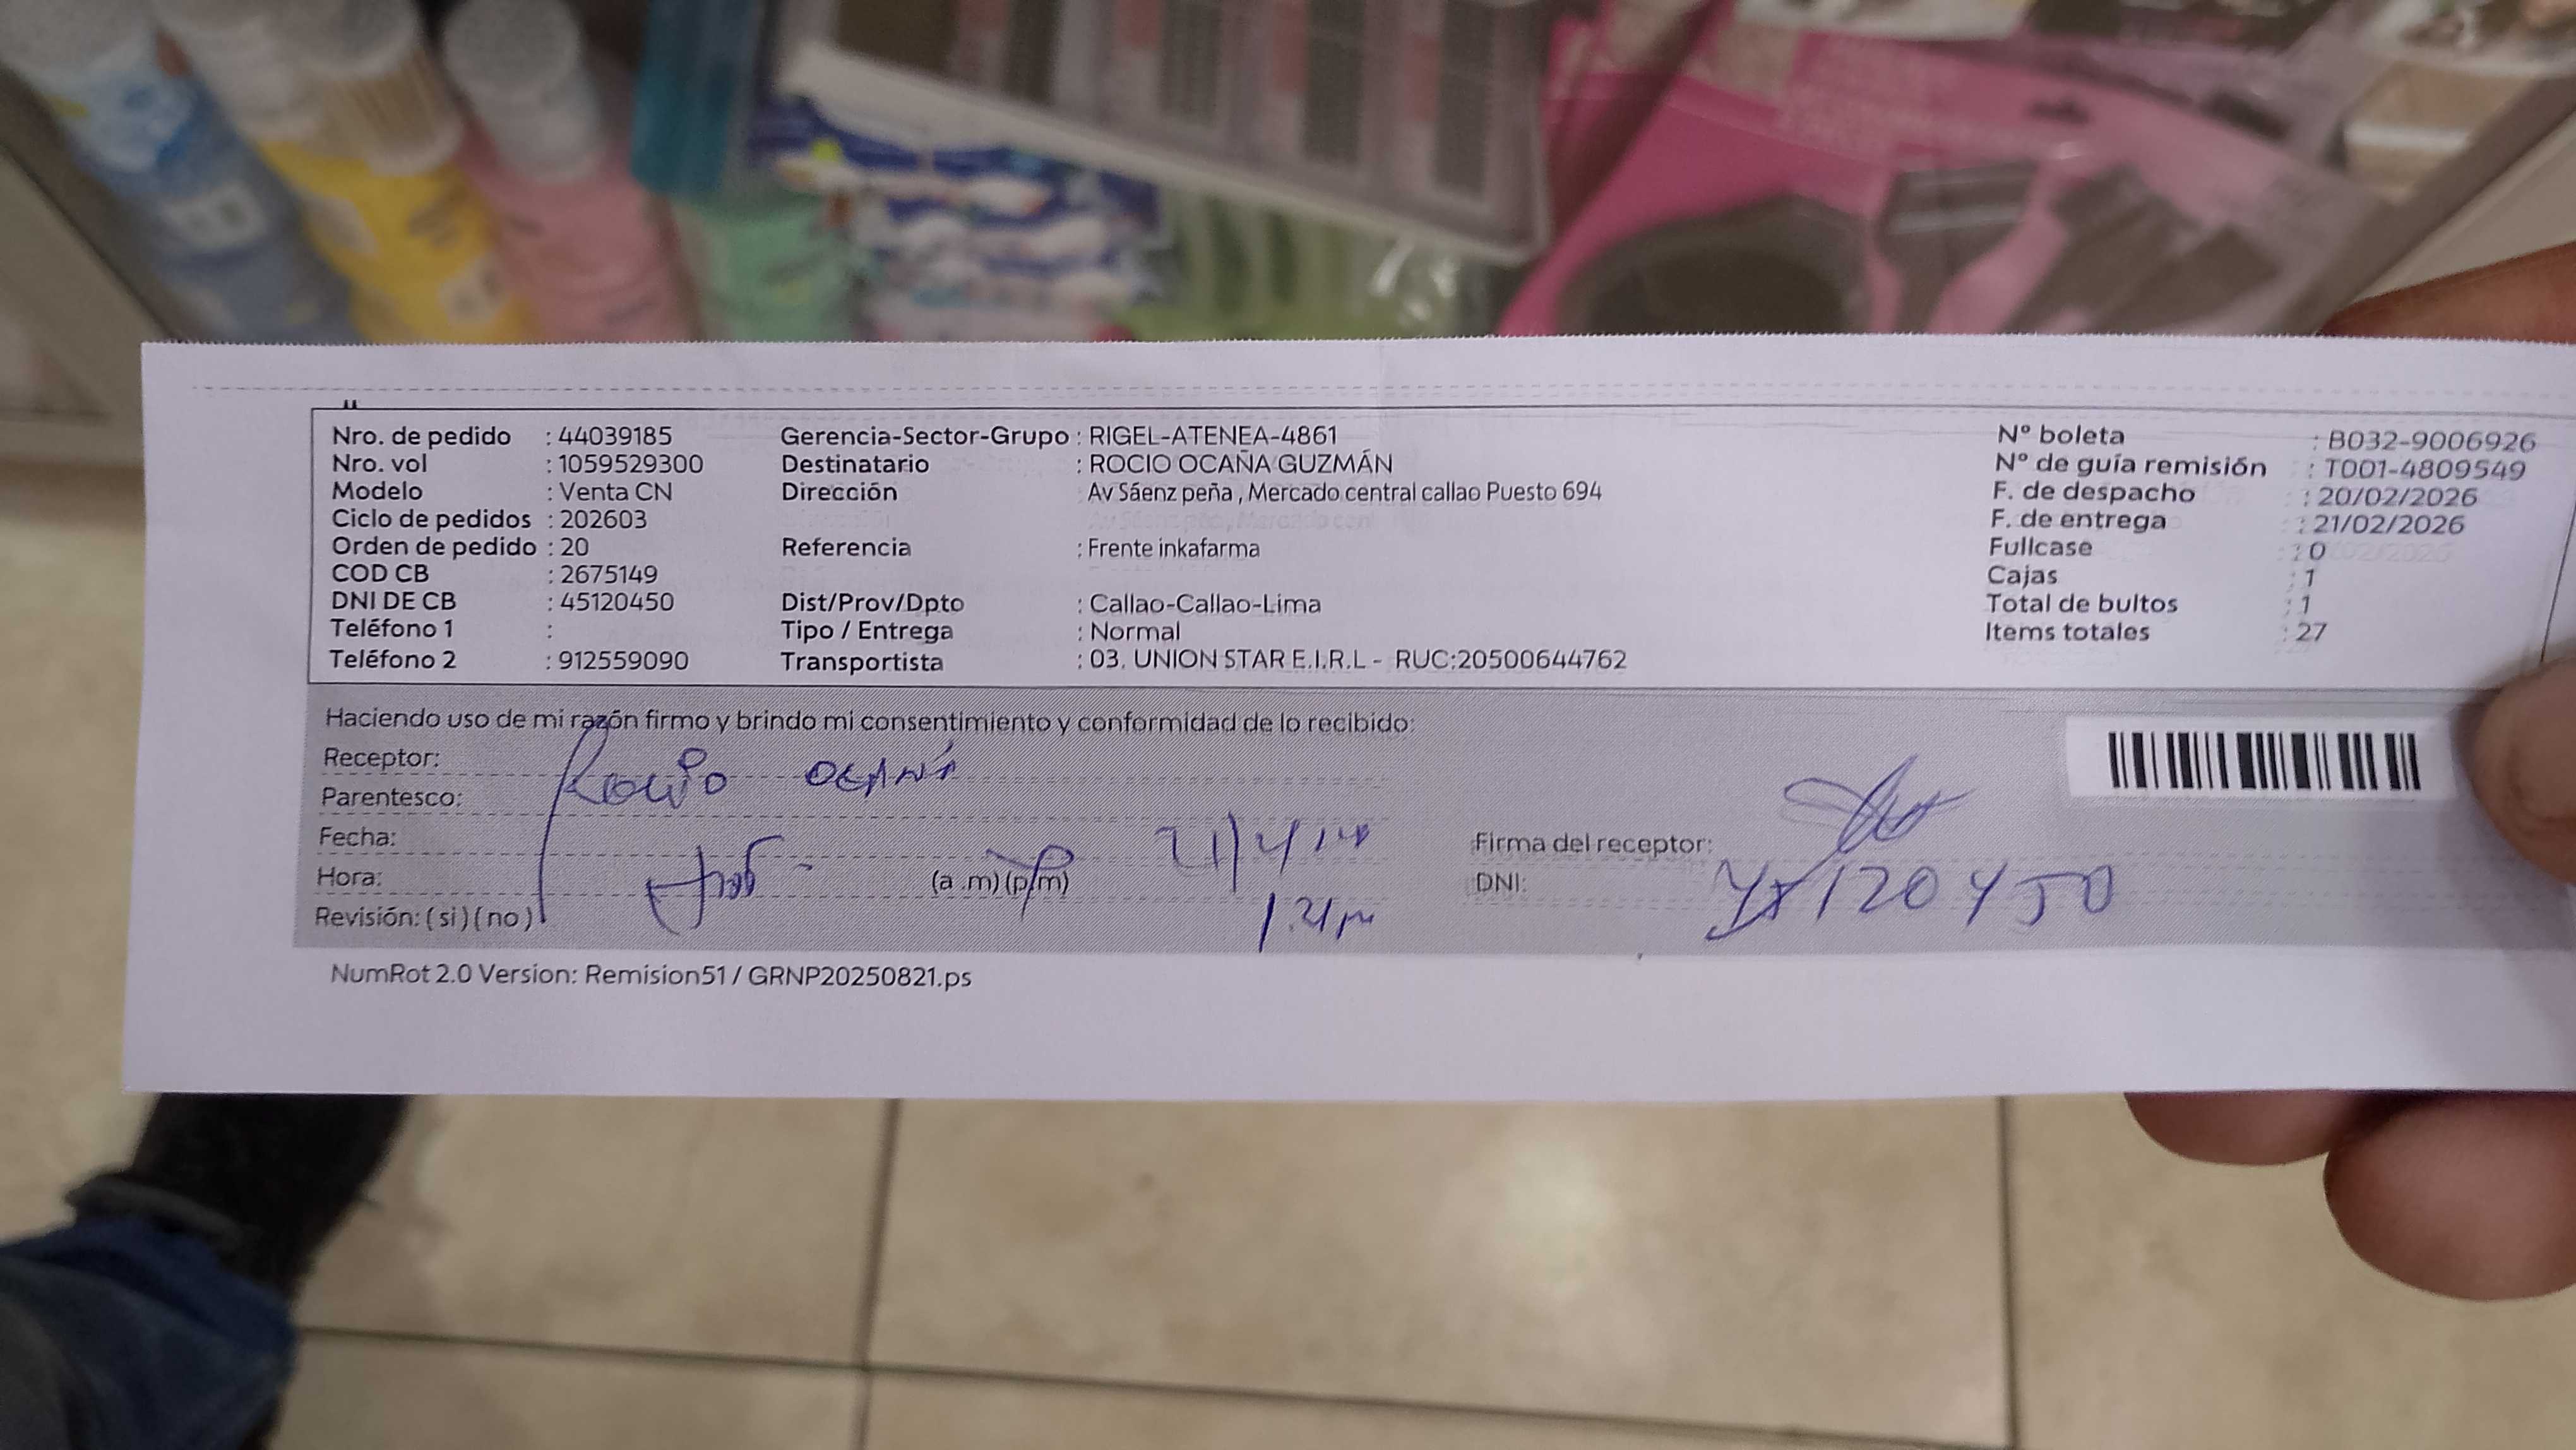 Nro. de pedido : 44039185 Gerencia-Sector-Grupo : RIGEL-ATENEA-4861 Nº boleta : B032-9006926
Nro. vol : 1059529300 Destinatario : ROCIO OCAÑA GUZMÁN Nº de guía remisión : T001-4809549
Modelo : Venta CN Dirección Av Sáenz peña , Mercado central callao Puesto 694 F. de despacho : 20/02/2026
Ciclo de pedidos : 202603 F. de entrega : 21/02/2026
Orden de pedido : 20 Referencia : Frente inkafarma Fullcase : 0
COD CB : 2675149 Cajas : 1
DNI DE CB : 45120450 Dist/Prov/Dpto : Callao-Callao-Lima Total de bultos : 1
Teléfono 1 : Tipo / Entrega : Normal Items totales : 27
Teléfono 2 : 912559090 Transportista : 03. UNION STAR E.I.R.L - RUC:20500644762
Haciendo uso de mi razón firmo y brindo mi consentimiento y conformidad de lo recibido:
Receptor: Rocio OCAÑA
Parentesco:
Fecha: Firma del receptor:
Hora: (a .m) (p.m) DNI: 45120450
Revisión: ( si ) ( no )
NumRot 2.0 Version: Remision51 / GRNP20250821.ps